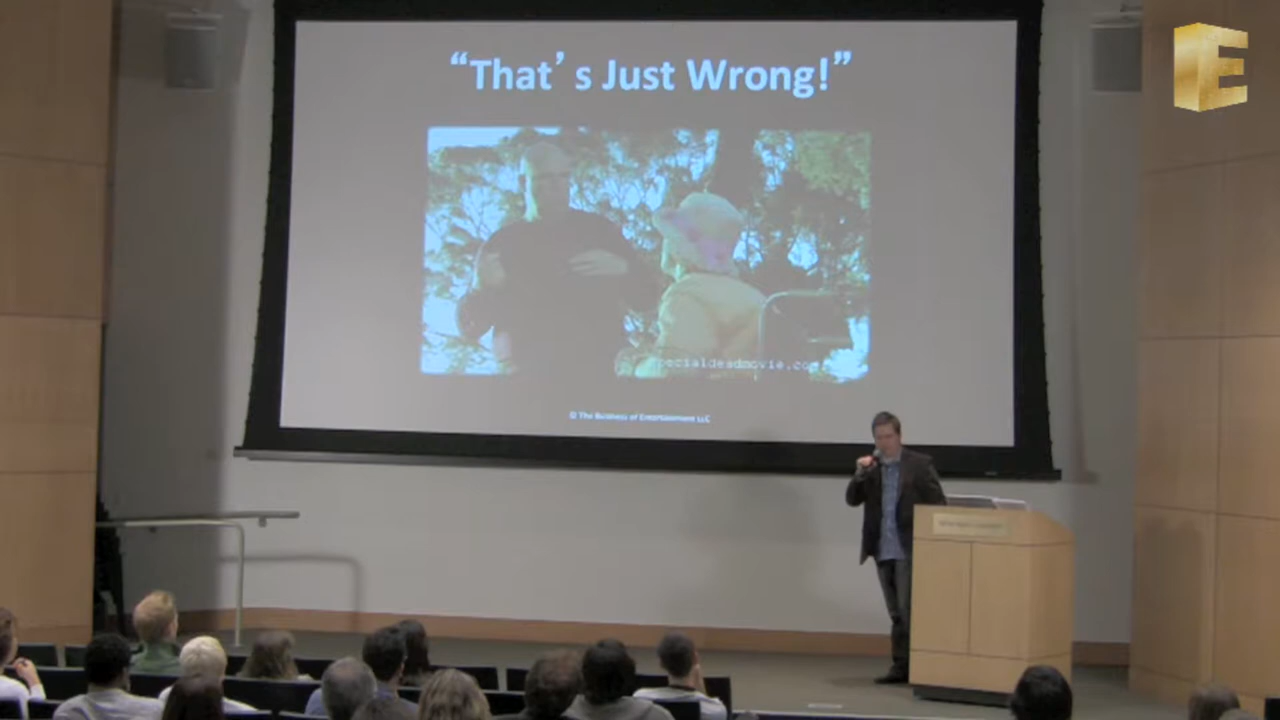 “That’s Just Wrong!”
E
specialdeadmovie.com
© The Business of Entertainment LLC